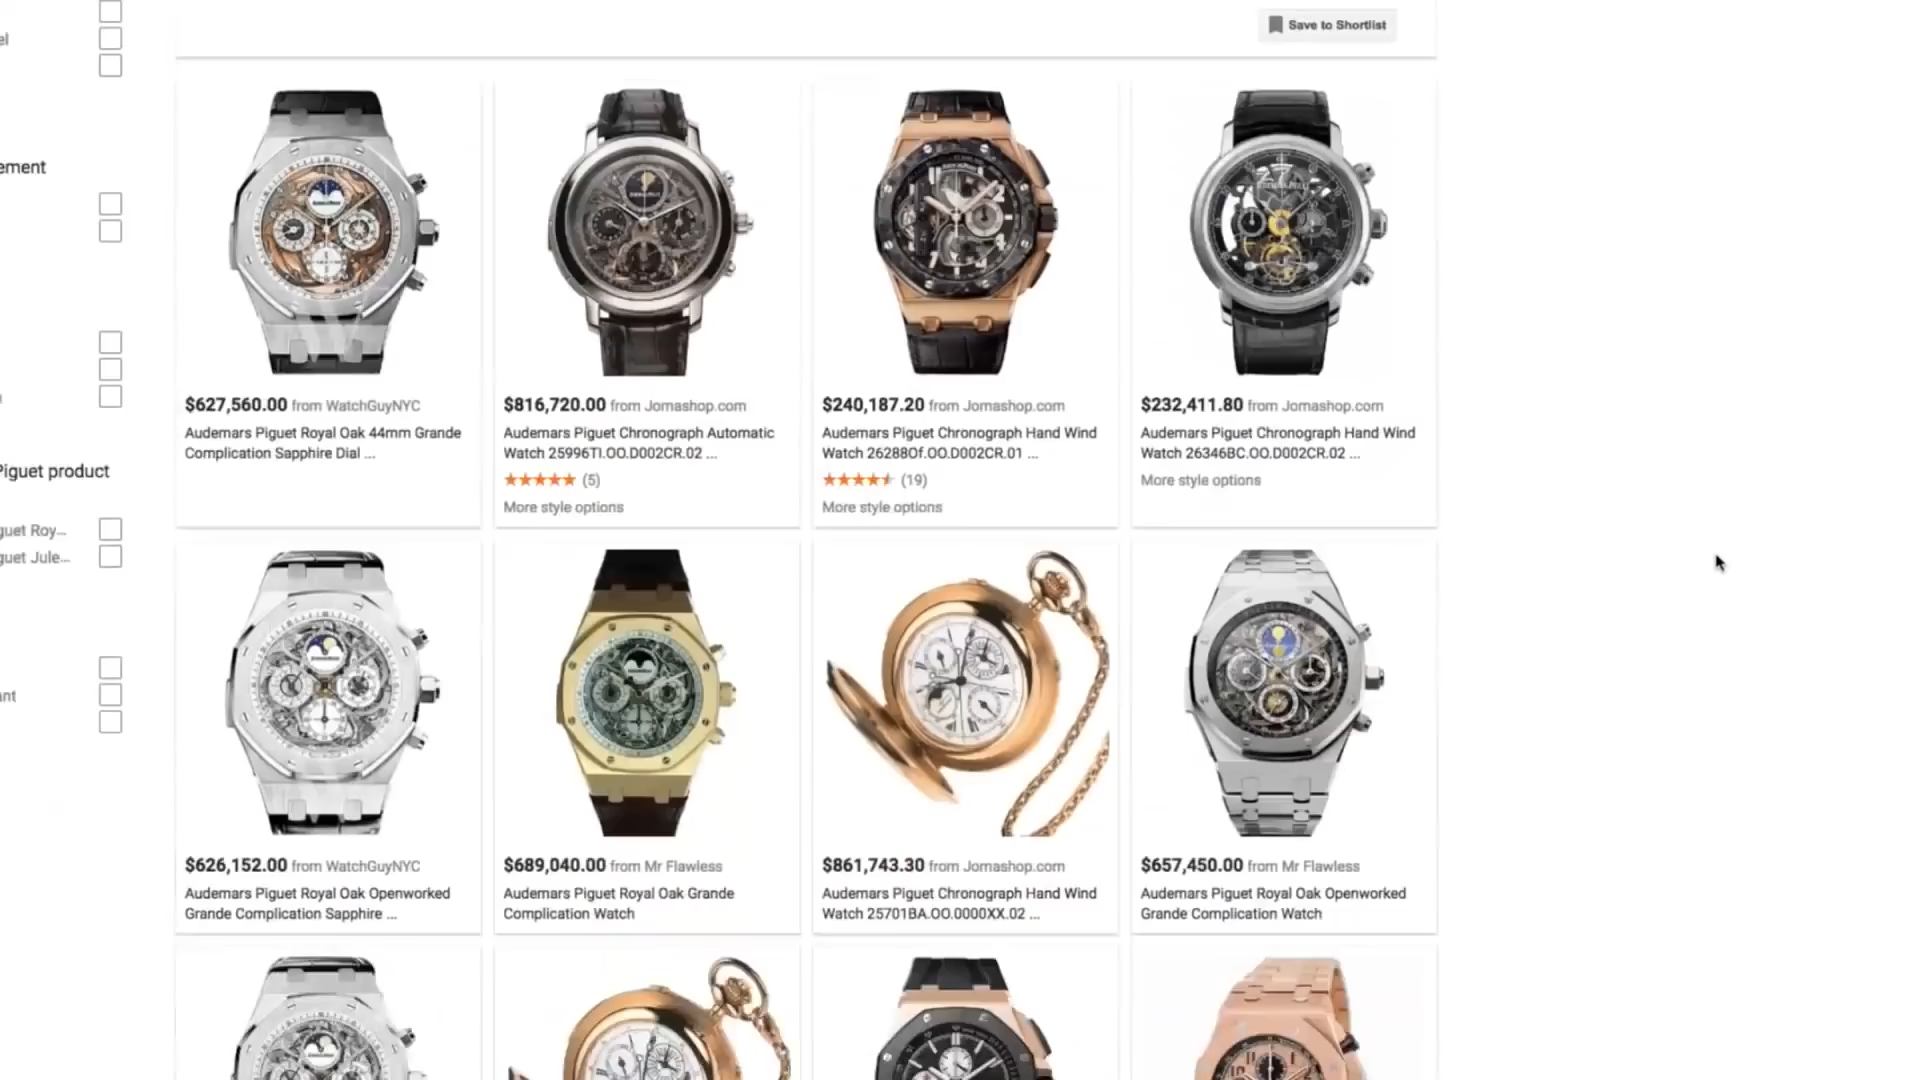 Save to Shortlist
el
ement
Piguet product
guet Roy...
guet Jule...
ant
$627,560.00 from WatchGuyNYC
Audemars Piguet Royal Oak 44mm Grande
Complication Sapphire Dial ...
$816,720.00 from Jomashop.com
Audemars Piguet Chronograph Automatic
Watch 25996TI.OO.D002CR.02 ...
(5)
More style options
$240,187.20 from Jomashop.com
Audemars Piguet Chronograph Hand Wind
Watch 26288Of.OO.D002CR.01 ...
(19)
More style options
$232,411.80 from Jomashop.com
Audemars Piguet Chronograph Hand Wind
Watch 26346BC.OO.D002CR.02 ...
More style options
$626,152.00 from WatchGuyNYC
Audemars Piguet Royal Oak Openworked
Grande Complication Sapphire ...
$689,040.00 from Mr Flawless
Audemars Piguet Royal Oak Grande
Complication Watch
$861,743.30 from Jomashop.com
Audemars Piguet Chronograph Hand Wind
Watch 25701BA.OO.0000XX.02 ...
$657,450.00 from Mr Flawless
Audemars Piguet Royal Oak Openworked
Grande Complication Watch